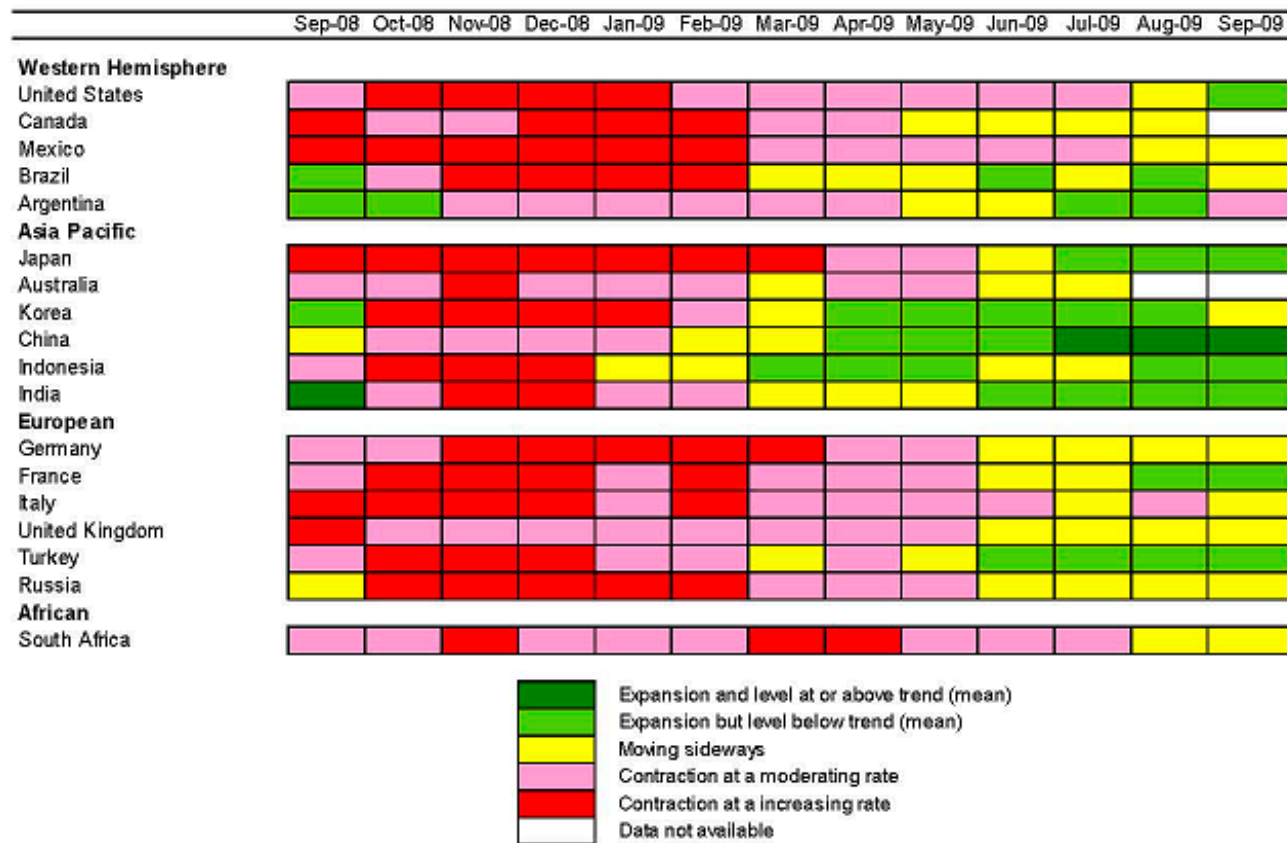 Sep-08 Oct-08 Nov-08 Dec-08 Jan-09 Feb-09 Mar-09 Apr-09 May-09 Jun-09 Jul-09 Aug-09 Sep-09
Western Hemisphere
United States
Canada
Mexico
Brazil
Argentina
Asia Pacific
Japan
Australia
Korea
China
Indonesia
India
European
Germany
France
Italy
United Kingdom
Turkey
Russia
African
South Africa
Expansion and level at or above trend (mean)
Expansion but level below trend (mean)
Moving sideways
Contraction at a moderating rate
Contraction at a increasing rate
Data not available